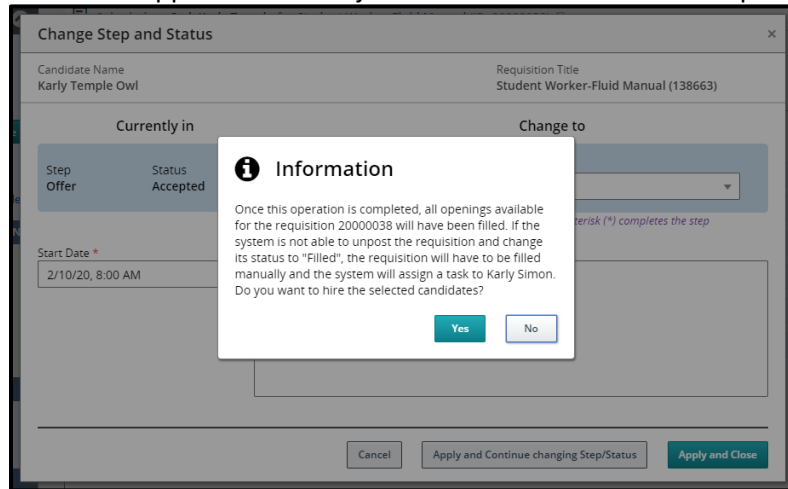 Change Step and Status
Candidate Name
Requisition Title
Karly Temple Owl
Student Worker-Fluid Manual (138663)
Currently in
Change to
Step
Status
Offer
Accepted
terisk (*) completes the step
Start Date *
2/10/20, 8:00 AM
Information
Once this operation is completed, all openings available
for the requisition 20000038 will have been filled. If the
system is not able to unpost the requisition and change
its status to "Filled", the requisition will have to be filled
manually and the system will assign a task to Karly Simon.
Do you want to hire the selected candidates?
Yes
No
Cancel
Apply and Continue changing Step/Status
Apply and Close